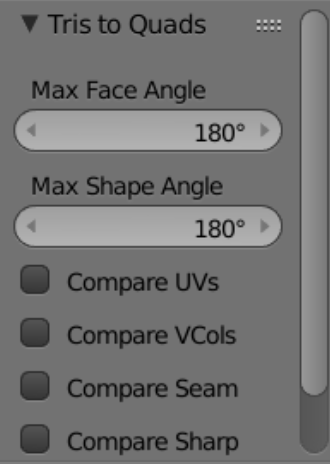 Tris to Quads
Max Face Angle
180°
Max Shape Angle
180°
Compare UVs
Compare VCols
Compare Seam
Compare Sharp